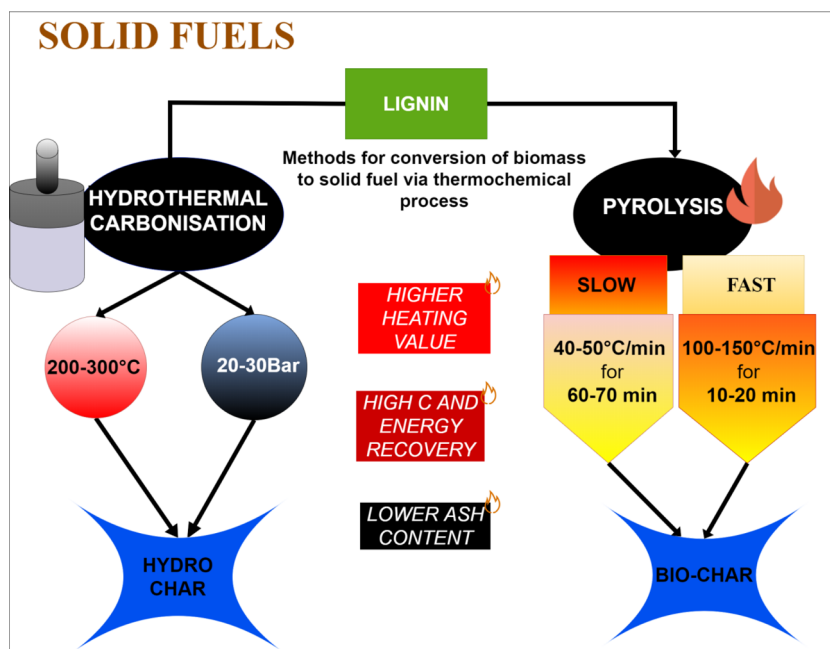 SOLID FUELS
LIGNIN
Methods for conversion of biomass
to solid fuel via thermochemical
process
HYDROTHERMAL
CARBONISATION
PYROLYSIS
SLOW
FAST
200-300°C
20-30Bar
HIGHER
HEATING
VALUE
40-50°C/min
for
60-70 min
100-150°C/min
for
10-20 min
HIGH C AND
ENERGY
RECOVERY
LOWER ASH
CONTENT
HYDRO
CHAR
BIO-CHAR